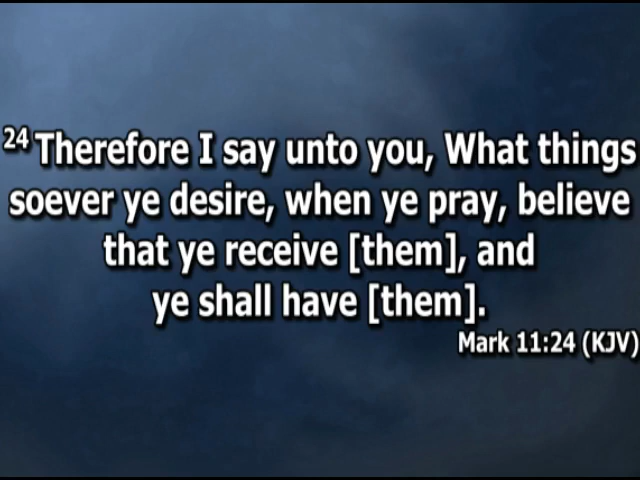 24 Therefore I say unto you, What things
soever ye desire, when ye pray, believe
that ye receive [them], and
ye shall have [them].
Mark 11:24 (KJV)